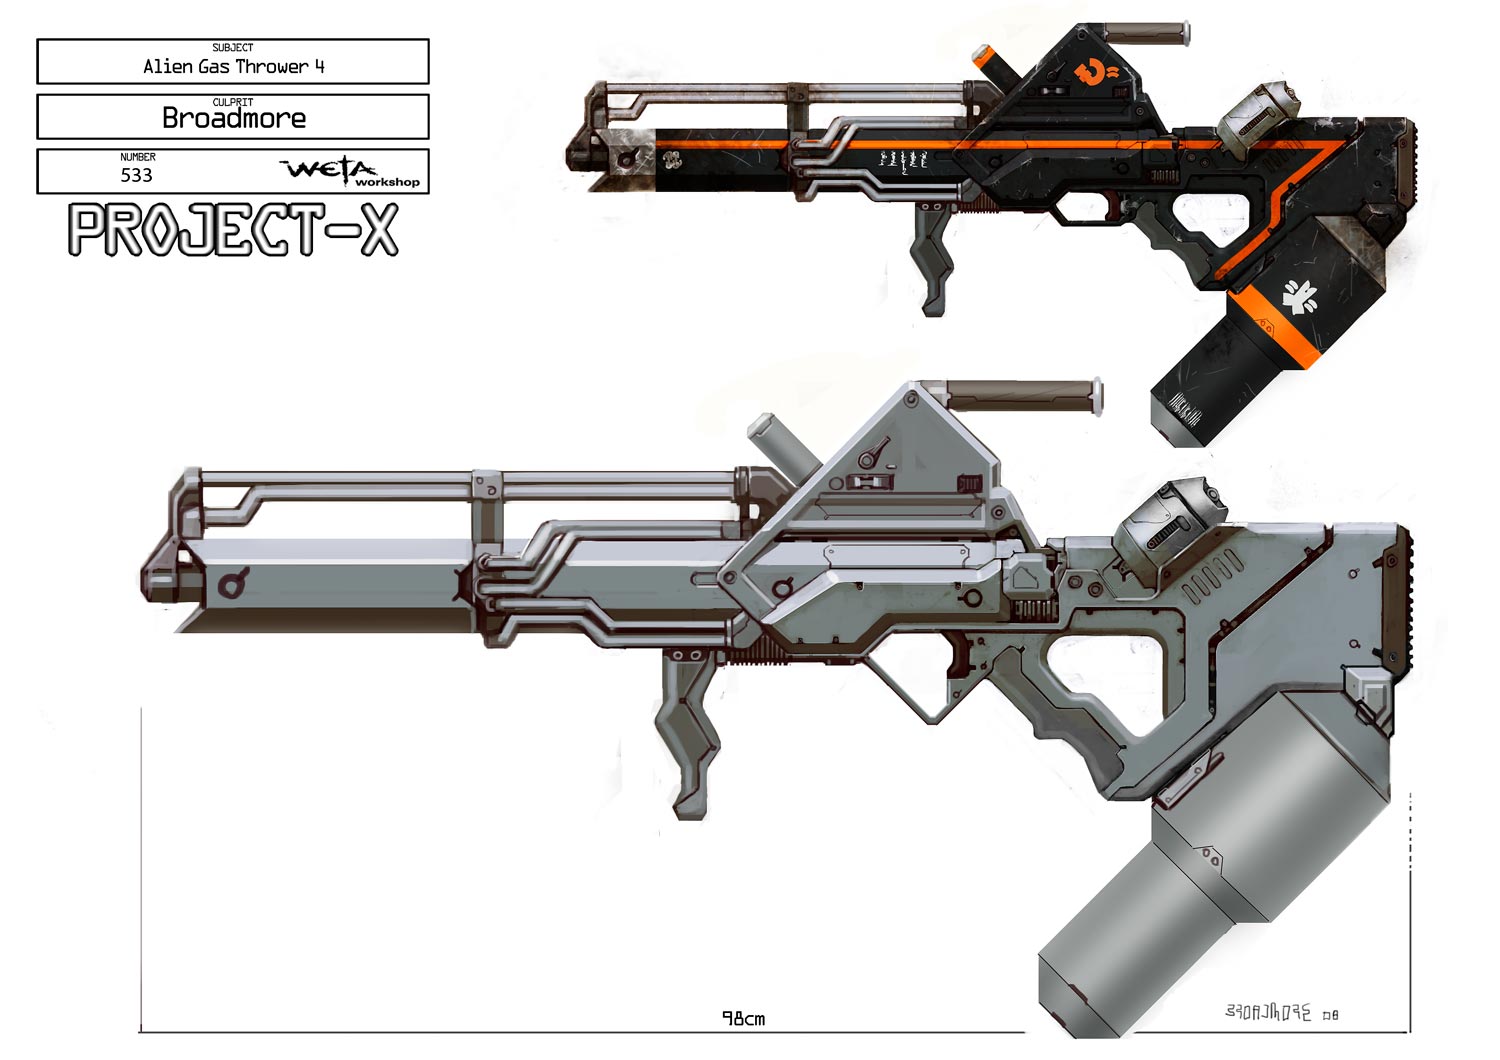 SUBJECT
Alien Gas Thrower 4
CULPRIT
Broadmore
NUMBER
533
WETA
workshop
PROJECT-X
98cm